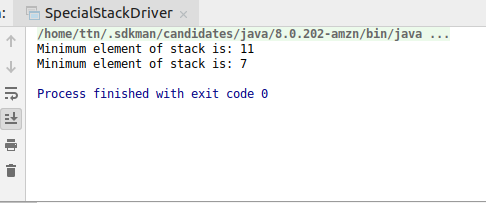 : SpecialStackDriver
/home/ttn/.sdkman/candidates/java/8.0.202-amzn/bin/java ...
Minimum element of stack is: 11
Minimum element of stack is: 7
Process finished with exit code 0